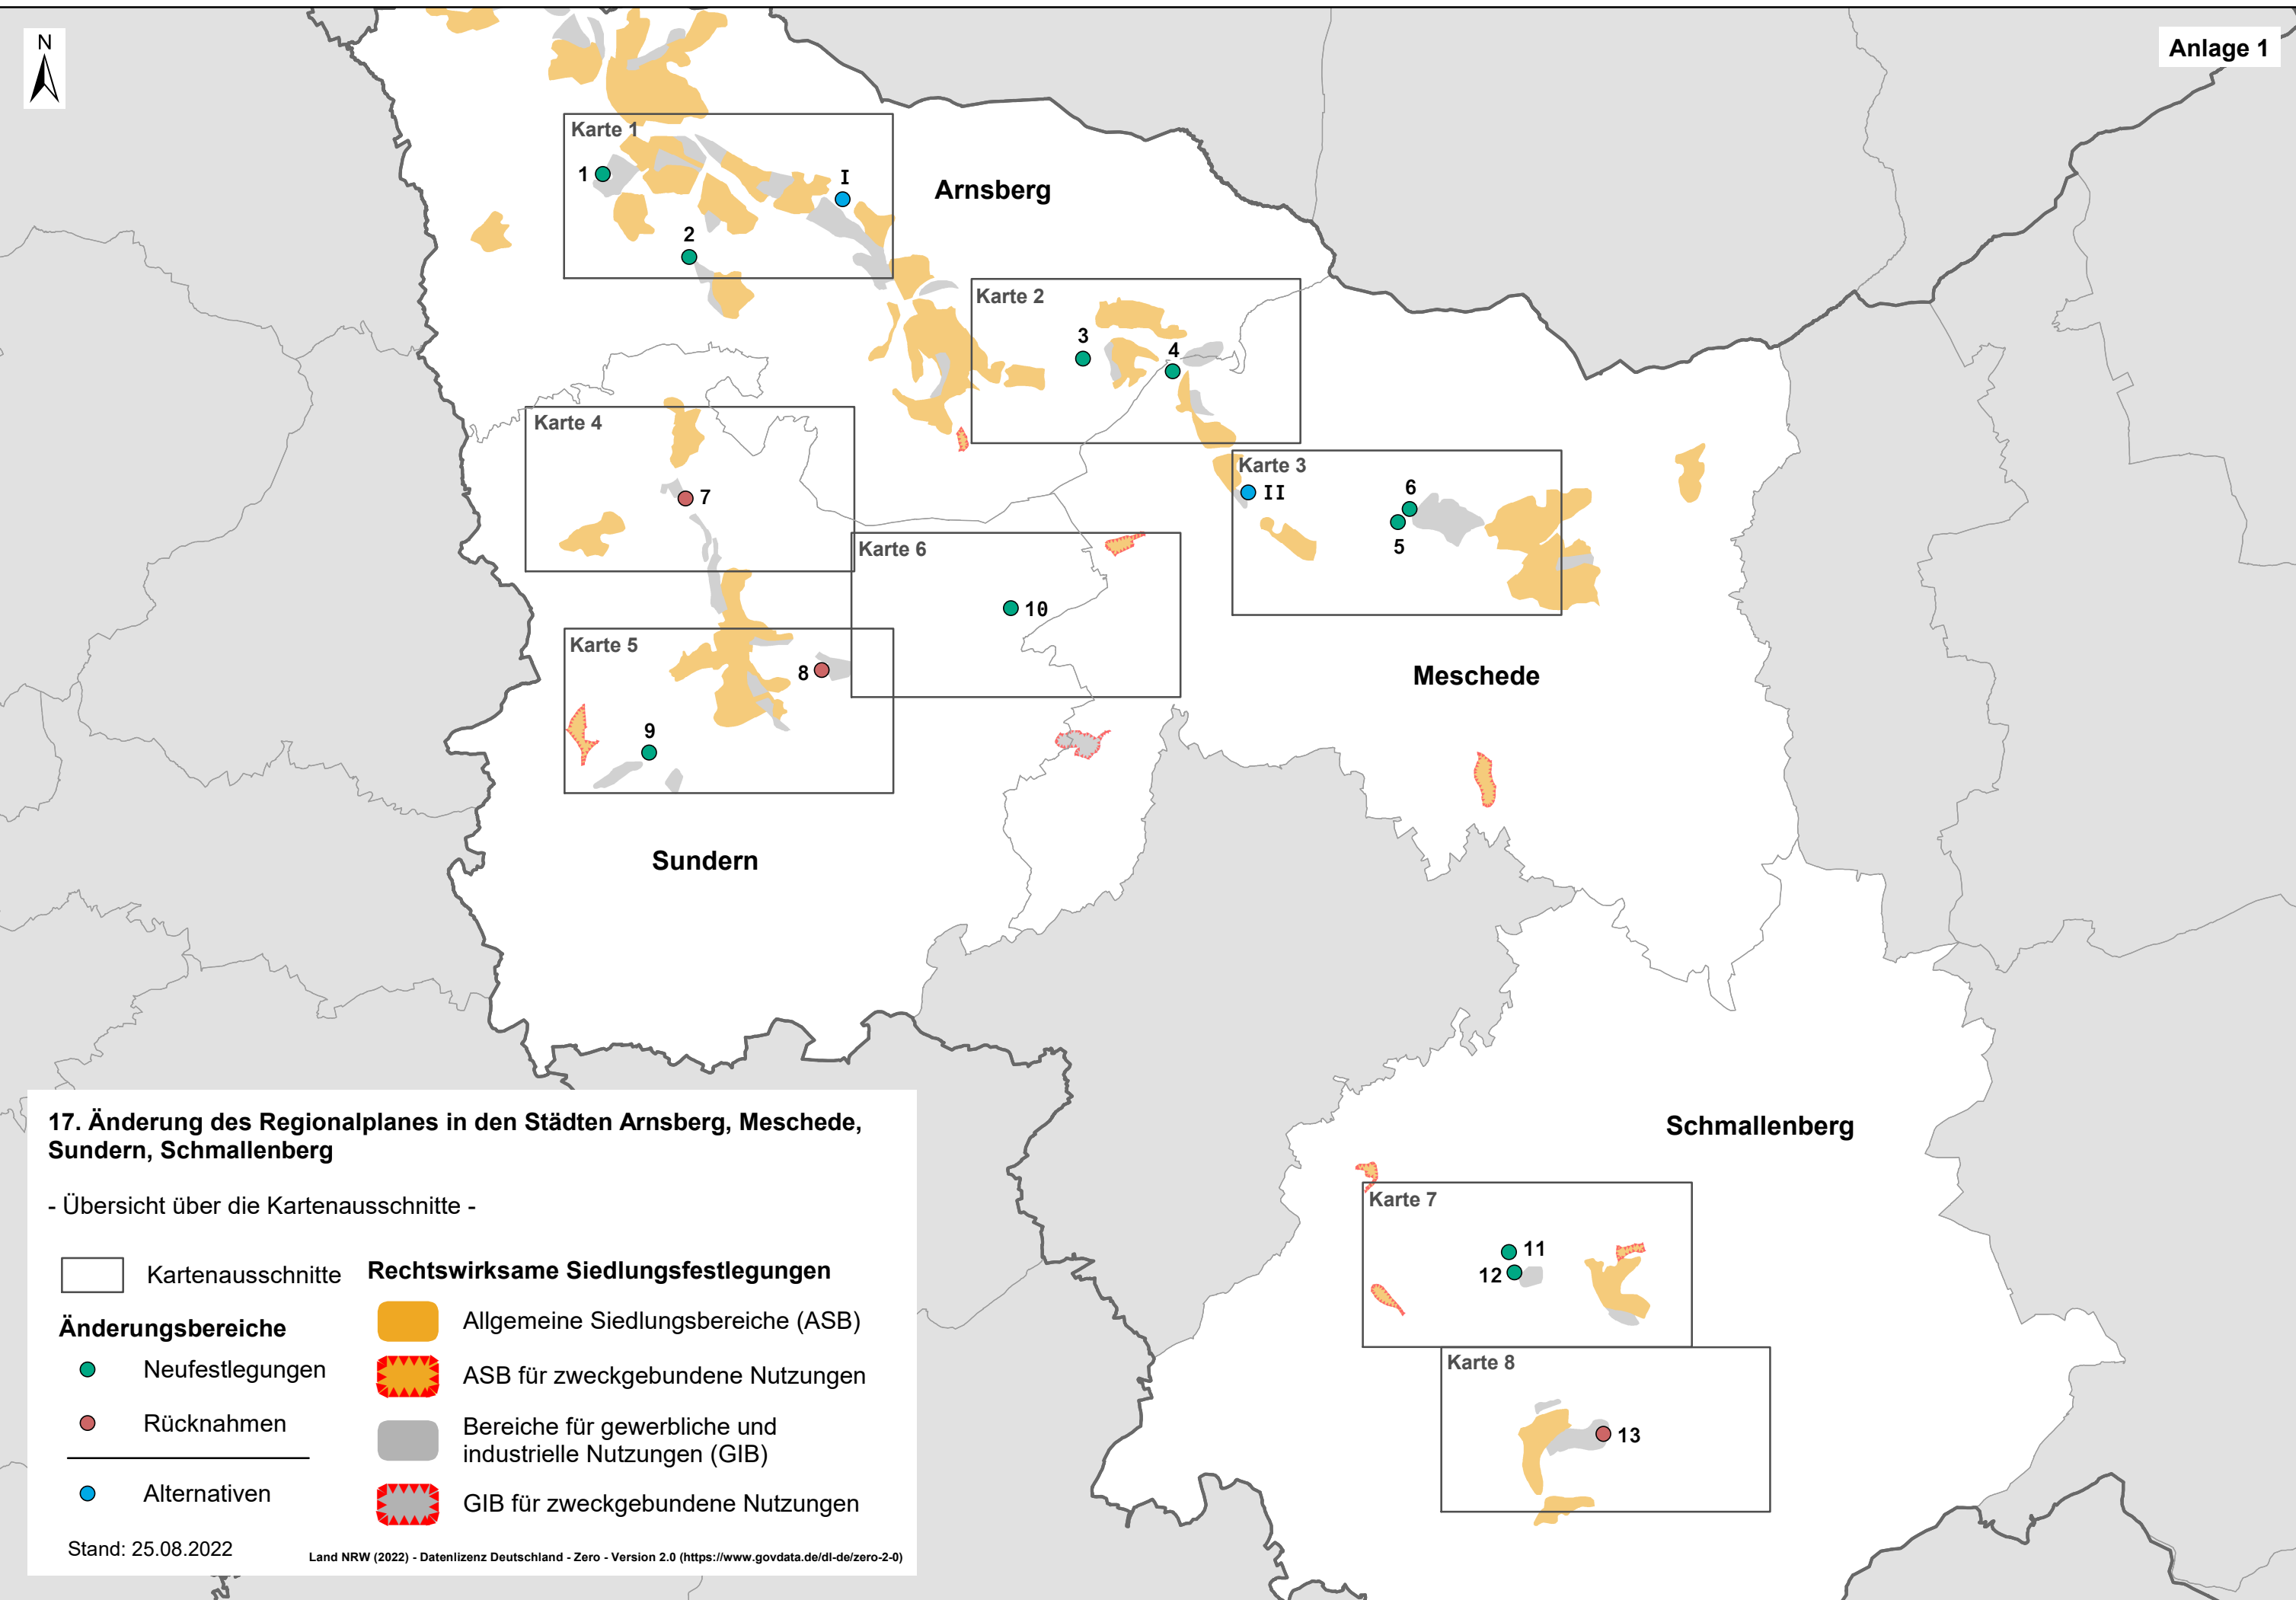 N
Anlage 1
Karte 1
1
I
2
Arnsberg
Karte 2
3
4
Karte 4
7
Karte 3
II
6
5
Karte 6
10
Karte 5
8
9
Meschede
Sundern
Schmallenberg
Karte 7
11
12
Karte 8
13
17. Änderung des Regionalplanes in den Städten Arnsberg, Meschede,
Sundern, Schmallenberg
- Übersicht über die Kartenausschnitte -
Kartenausschnitte
Änderungsbereiche
Neufestlegungen
Rücknahmen
Alternativen
Rechtswirksame Siedlungsfestlegungen
Allgemeine Siedlungsbereiche (ASB)
ASB für zweckgebundene Nutzungen
Bereiche für gewerbliche und
industrielle Nutzungen (GIB)
GIB für zweckgebundene Nutzungen
Stand: 25.08.2022
Land NRW (2022) - Datenlizenz Deutschland - Zero - Version 2.0 (https://www.govdata.de/dl-de/zero-2-0)